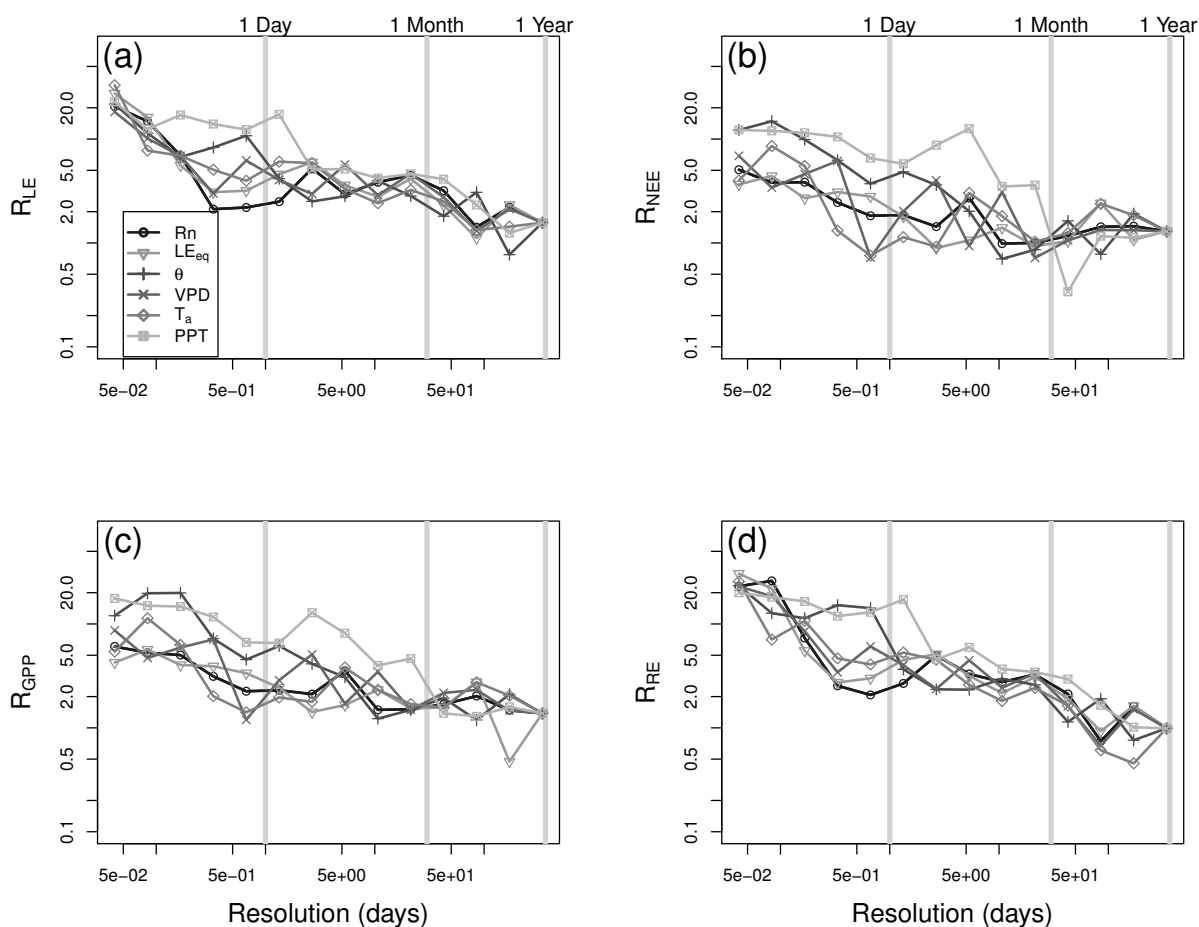 1 Day 1 Month 1 Year
(a)
R_LE
20.0
5.0
2.0
0.5
0.1
Rn
LE_eq
θ
VPD
T_a
PPT
5e−02 5e−01 5e+00 5e+01
1 Day 1 Month 1 Year
(b)
R_NEE
20.0
5.0
2.0
0.5
0.1
5e−02 5e−01 5e+00 5e+01
(c)
R_GPP
20.0
5.0
2.0
0.5
0.1
5e−02 5e−01 5e+00 5e+01
Resolution (days)
(d)
R_RE
20.0
5.0
2.0
0.5
0.1
5e−02 5e−01 5e+00 5e+01
Resolution (days)